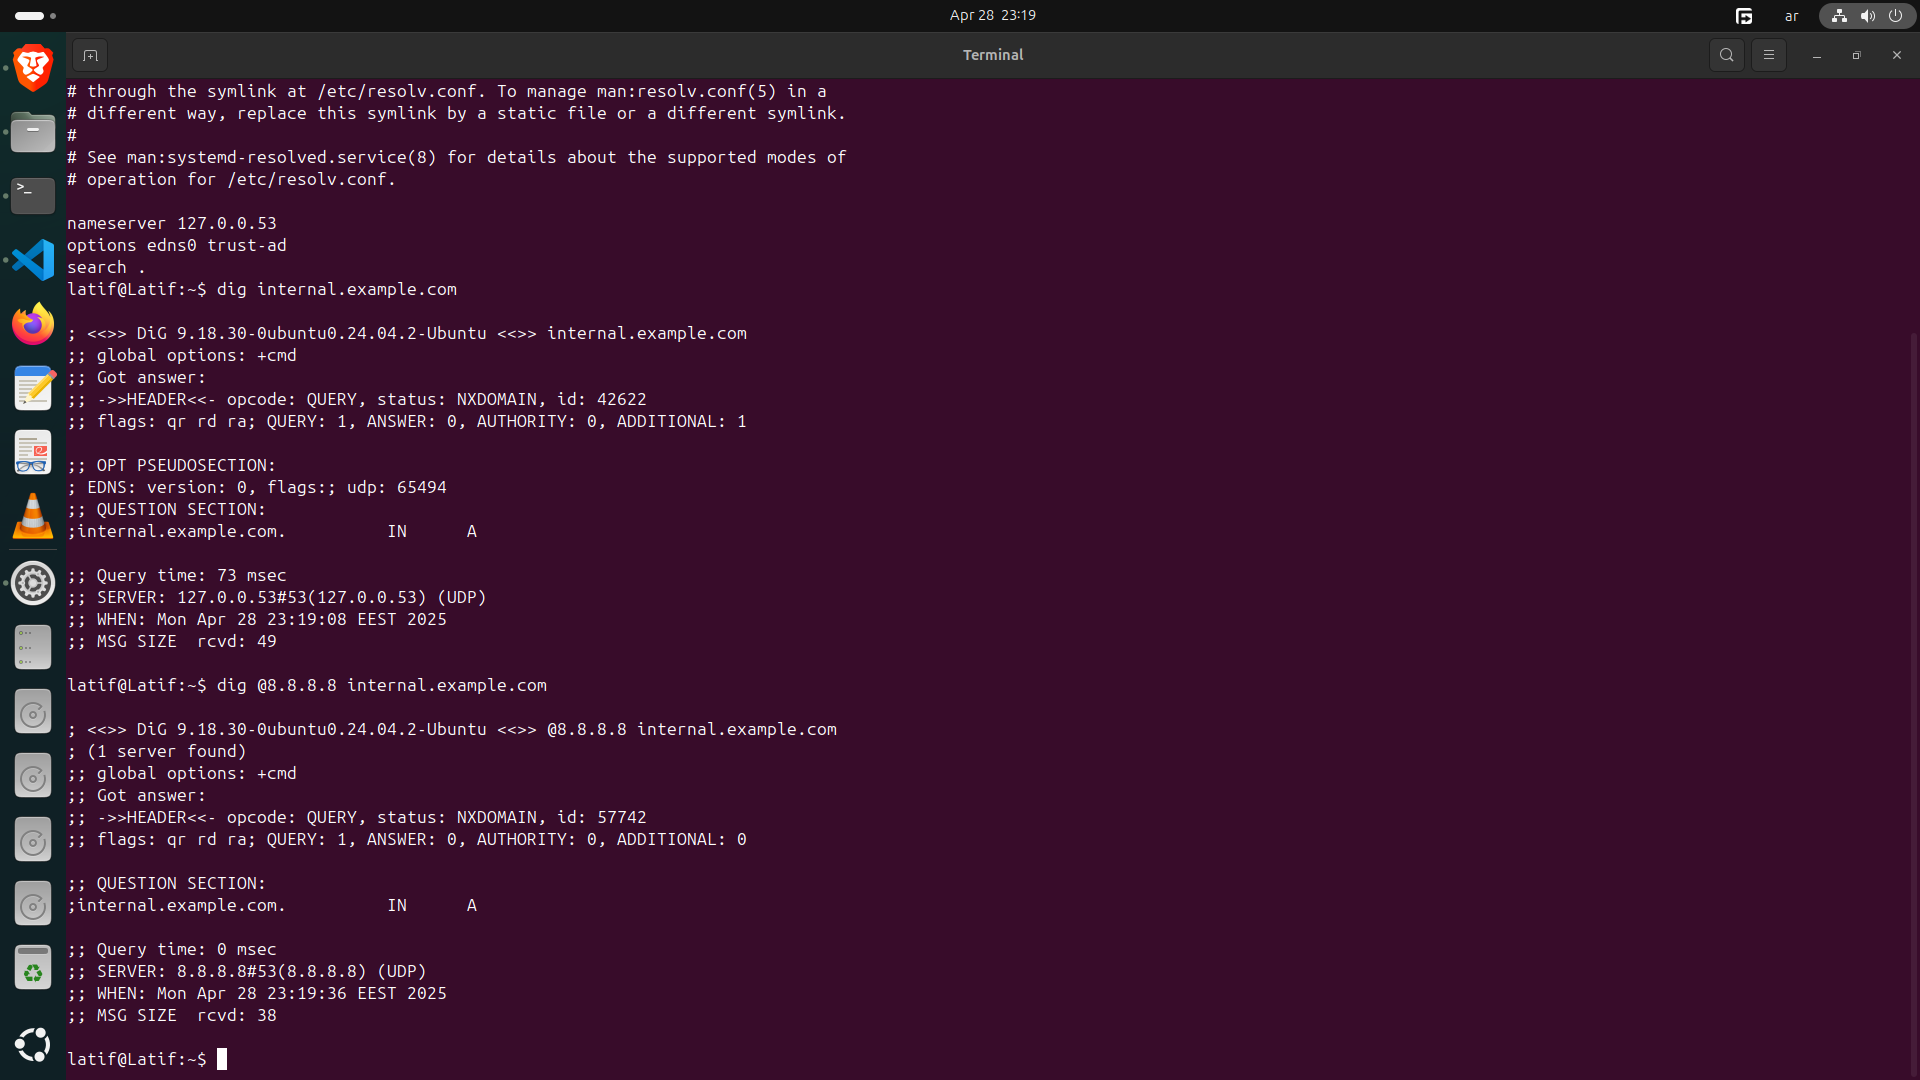 Apr 28 23:19
ar
Terminal
# through the symlink at /etc/resolv.conf. To manage man:resolv.conf(5) in a
# different way, replace this symlink by a static file or a different symlink.
#
# See man:systemd-resolved.service(8) for details about the supported modes of
# operation for /etc/resolv.conf.
nameserver 127.0.0.53
options edns0 trust-ad
search .
latif@Latif:~$ dig internal.example.com
; <<>> DiG 9.18.30-0ubuntu0.24.04.2-Ubuntu <<>> internal.example.com
;; global options: +cmd
;; Got answer:
;; ->>HEADER<<- opcode: QUERY, status: NXDOMAIN, id: 42622
;; flags: qr rd ra; QUERY: 1, ANSWER: 0, AUTHORITY: 0, ADDITIONAL: 1
;; OPT PSEUDOSECTION:
; EDNS: version: 0, flags:; udp: 65494
;; QUESTION SECTION:
;internal.example.com. IN A
;; Query time: 73 msec
;; SERVER: 127.0.0.53#53(127.0.0.53) (UDP)
;; WHEN: Mon Apr 28 23:19:08 EEST 2025
;; MSG SIZE  rcvd: 49
latif@Latif:~$ dig @8.8.8.8 internal.example.com
; <<>> DiG 9.18.30-0ubuntu0.24.04.2-Ubuntu <<>> @8.8.8.8 internal.example.com
; (1 server found)
;; global options: +cmd
;; Got answer:
;; ->>HEADER<<- opcode: QUERY, status: NXDOMAIN, id: 57742
;; flags: qr rd ra; QUERY: 1, ANSWER: 0, AUTHORITY: 0, ADDITIONAL: 0
;; QUESTION SECTION:
;internal.example.com. IN A
;; Query time: 0 msec
;; SERVER: 8.8.8.8#53(8.8.8.8) (UDP)
;; WHEN: Mon Apr 28 23:19:36 EEST 2025
;; MSG SIZE  rcvd: 38
latif@Latif:~$